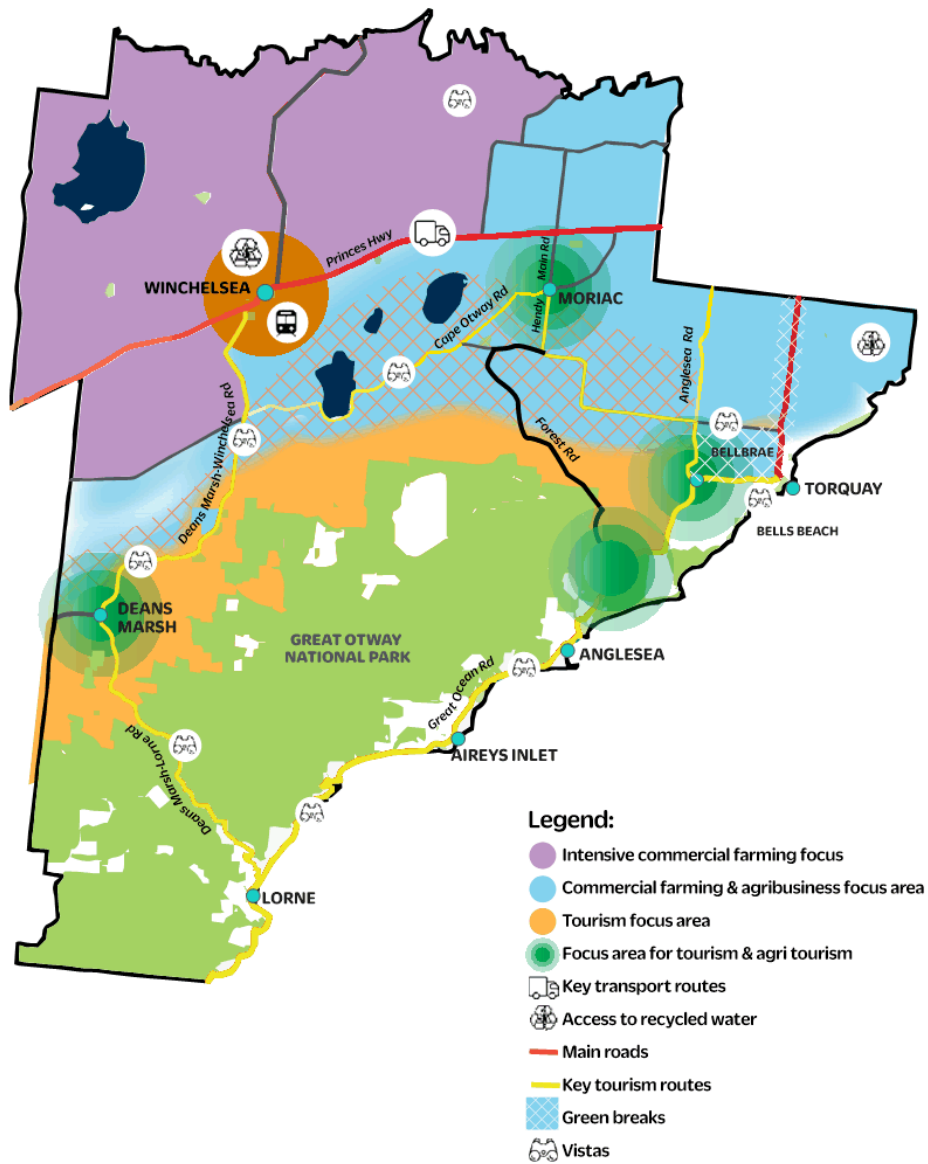 Princes Hwy
WINCHELSEA
Main Rd
MORIAC
Hendy
Cape Otway Rd
Anglesea Rd
Deans Marsh-Winchelsea Rd
Forest Rd
BELLBRAE
TORQUAY
BELLS BEACH
DEANS
MARSH
GREAT OTWAY
NATIONAL PARK
ANGLESEA
Great Ocean Rd
AIREYS INLET
Deans Marsh-Lorne Rd
LORNE
Legend:
Intensive commercial farming focus
Commercial farming & agribusiness focus area
Tourism focus area
Focus area for tourism & agri tourism
Key transport routes
Access to recycled water
Main roads
Key tourism routes
Green breaks
Vistas